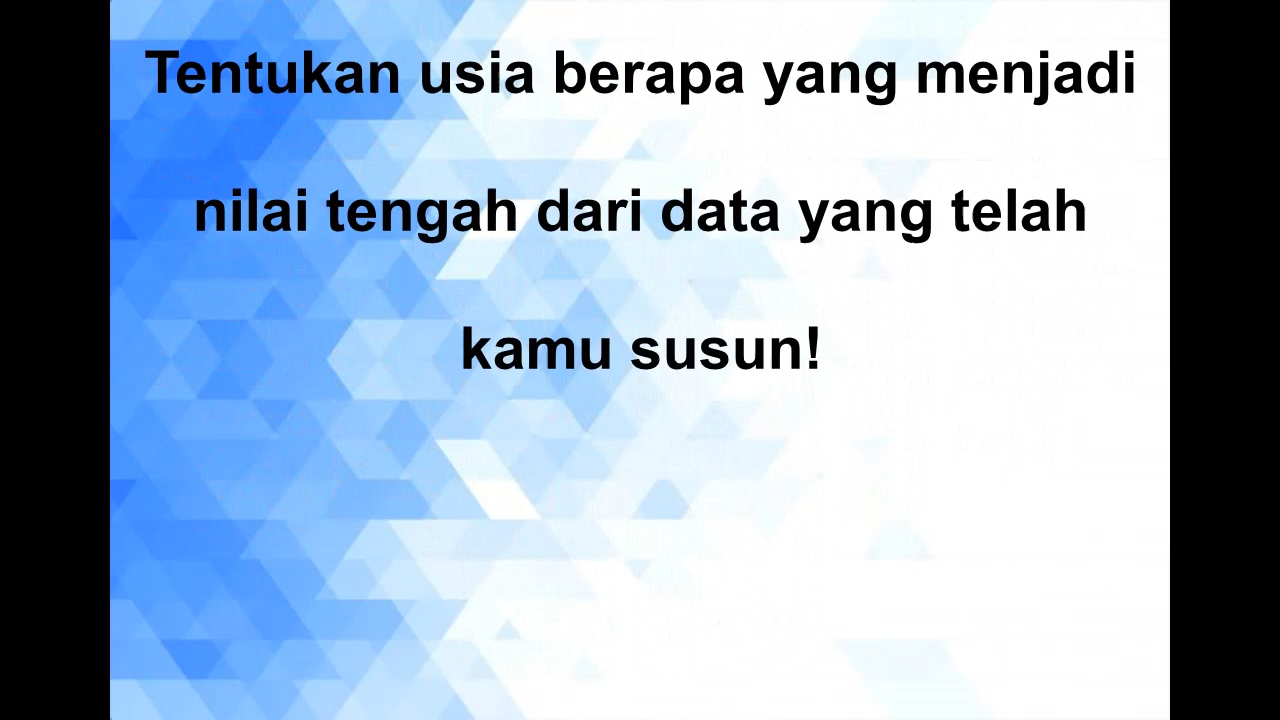 Tentukan usia berapa yang menjadi
nilai tengah dari data yang telah
kamu susun!